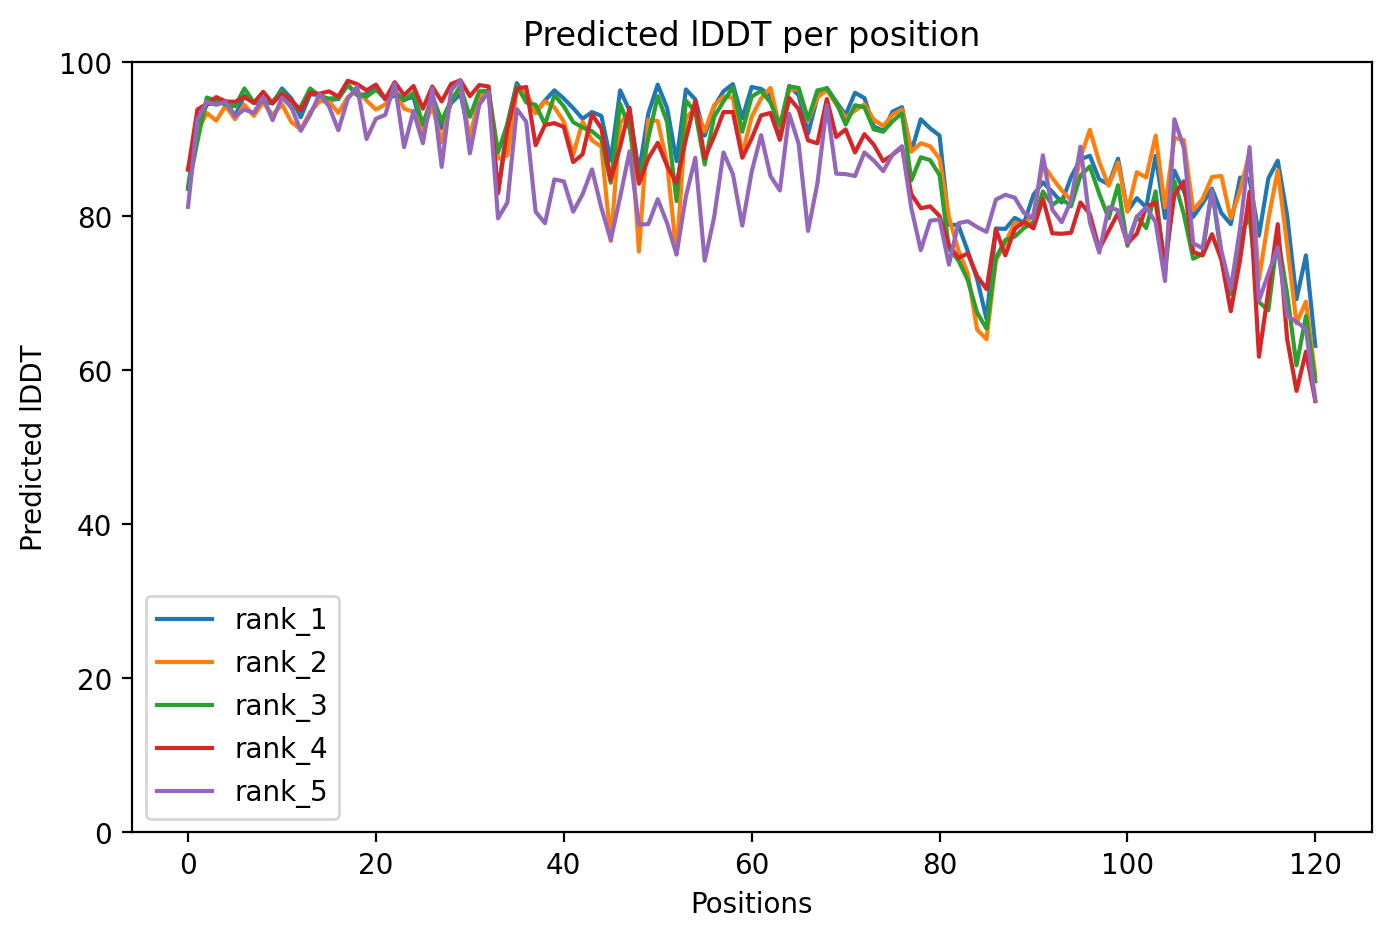 Predicted lDDT per position
100
80
60
40
20
0
Predicted lDDT
rank_1
rank_2
rank_3
rank_4
rank_5
0 20 40 60 80 100 120
Positions